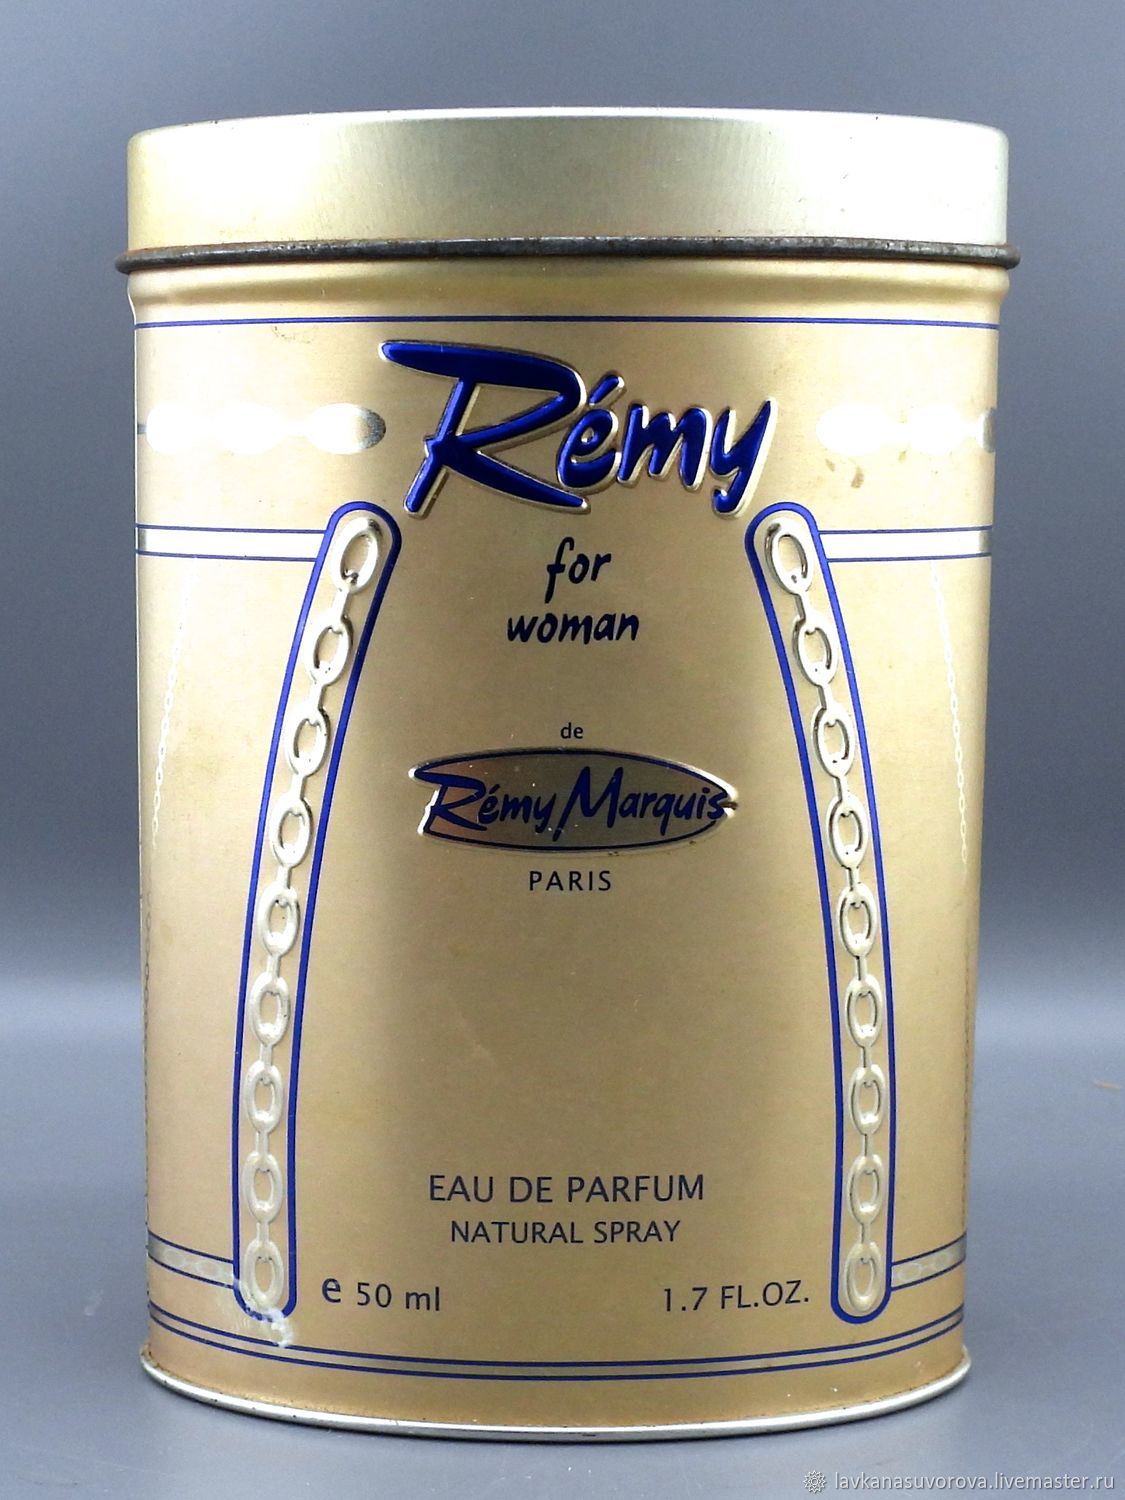 Rémy
for
woman
de
Rémy Marquis
PARIS
EAU DE PARFUM
NATURAL SPRAY
e 50 ml 1.7 FL.OZ.
lavkanasuvorova.livemaster.ru